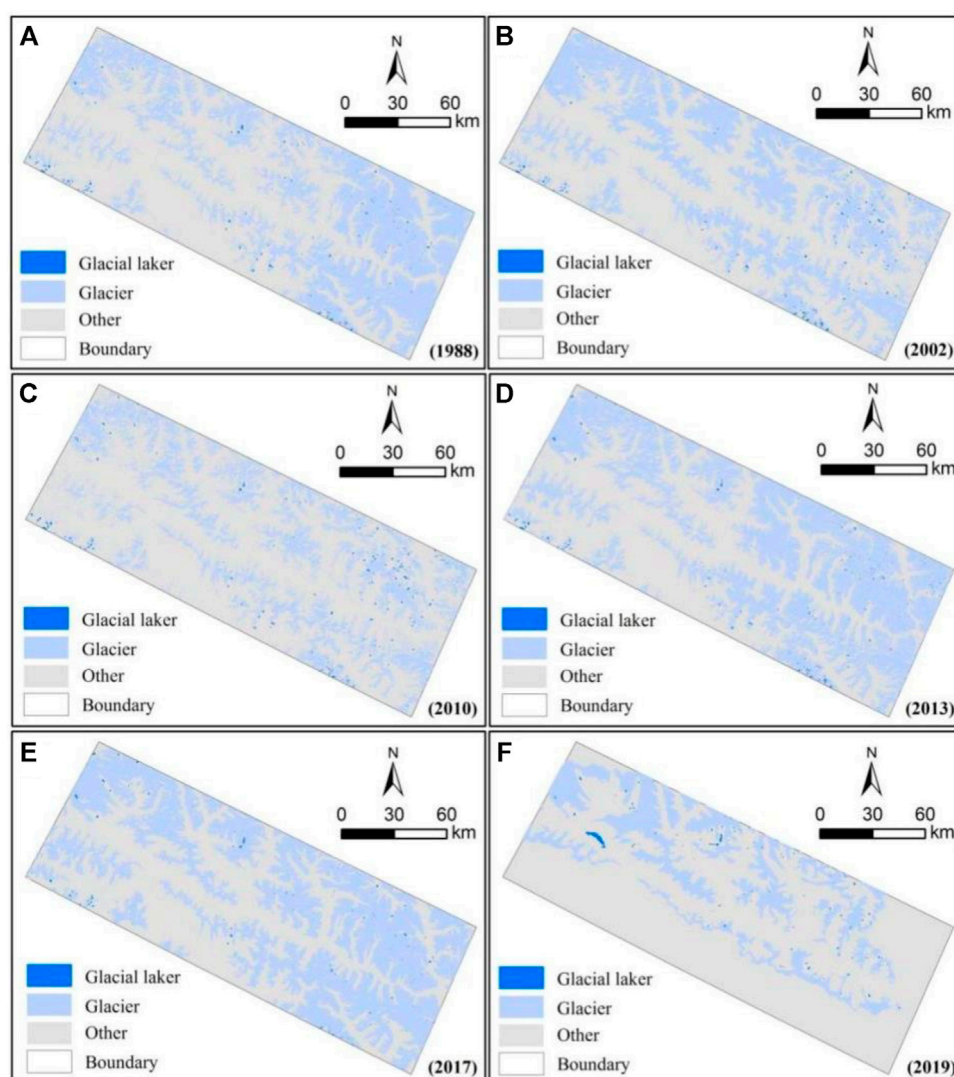 A
N
0 30 60
km
Glacial laker
Glacier
Other
Boundary
(1988)
B
N
0 30 60
km
Glacial laker
Glacier
Other
Boundary
(2002)
C
N
0 30 60
km
Glacial laker
Glacier
Other
Boundary
(2010)
D
N
0 30 60
km
Glacial laker
Glacier
Other
Boundary
(2013)
E
N
0 30 60
km
Glacial laker
Glacier
Other
Boundary
(2017)
F
N
0 30 60
km
Glacial laker
Glacier
Other
Boundary
(2019)